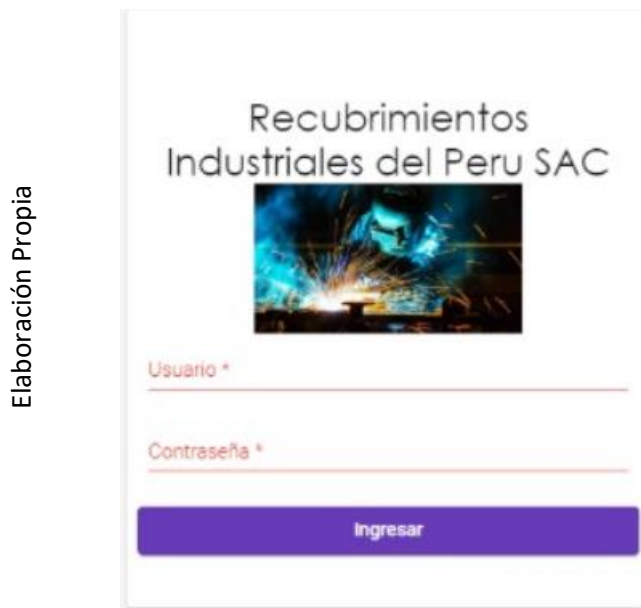 Elaboración Propia
Recubrimientos
Industriales del Peru SAC
Usuario *
Contraseña *
Ingresar